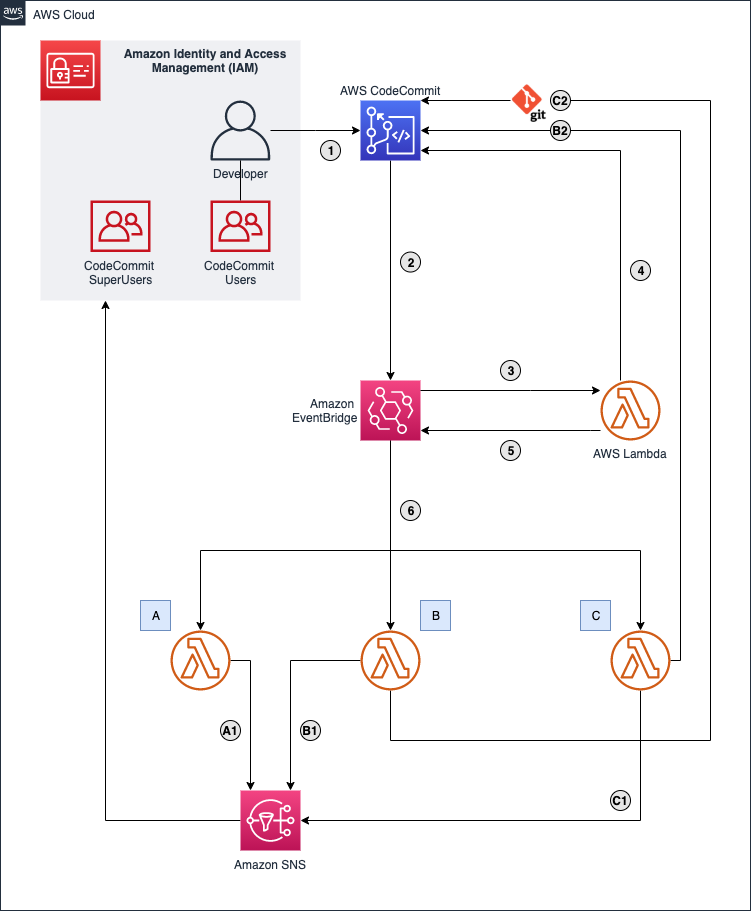 aws
AWS Cloud
Amazon Identity and Access
Management (IAM)
AWS CodeCommit
git
C2
B2
1
Developer
CodeCommit
SuperUsers
CodeCommit
Users
2
4
3
Amazon
EventBridge
5
AWS Lambda
6
A
B
C
A1
B1
C1
Amazon SNS